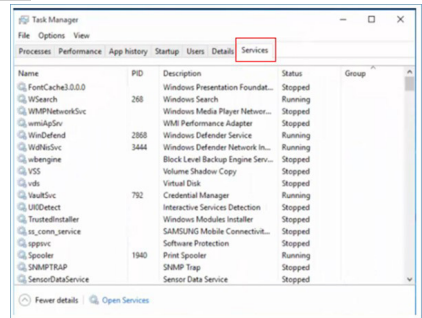 Task Manager
File Options View
Processes Performance App history Startup Users Details Services
Name PID Description Status Group
FontCache3.0.0.0 Windows Presentation Foundat... Stopped
WSearch 268 Windows Search Running
WMPNetworkSvc Windows Media Player Networ... Stopped
wmiApSrv WMI Performance Adapter Stopped
WinDefend 2868 Windows Defender Service Running
WdNisSvc 3444 Windows Defender Network In... Running
wbengine Block Level Backup Engine Serv... Stopped
VSS Volume Shadow Copy Stopped
vds Virtual Disk Stopped
VaultSvc 792 Credential Manager Running
UI0Detect Interactive Services Detection Stopped
TrustedInstaller Windows Modules Installer Stopped
ss_conn_service SAMSUNG Mobile Connectivit... Stopped
sppsvc Software Protection Stopped
Spooler 1940 Print Spooler Running
SNMPTRAP SNMP Trap Stopped
SensorDataService Sensor Data Service Stopped
Fewer details Open Services